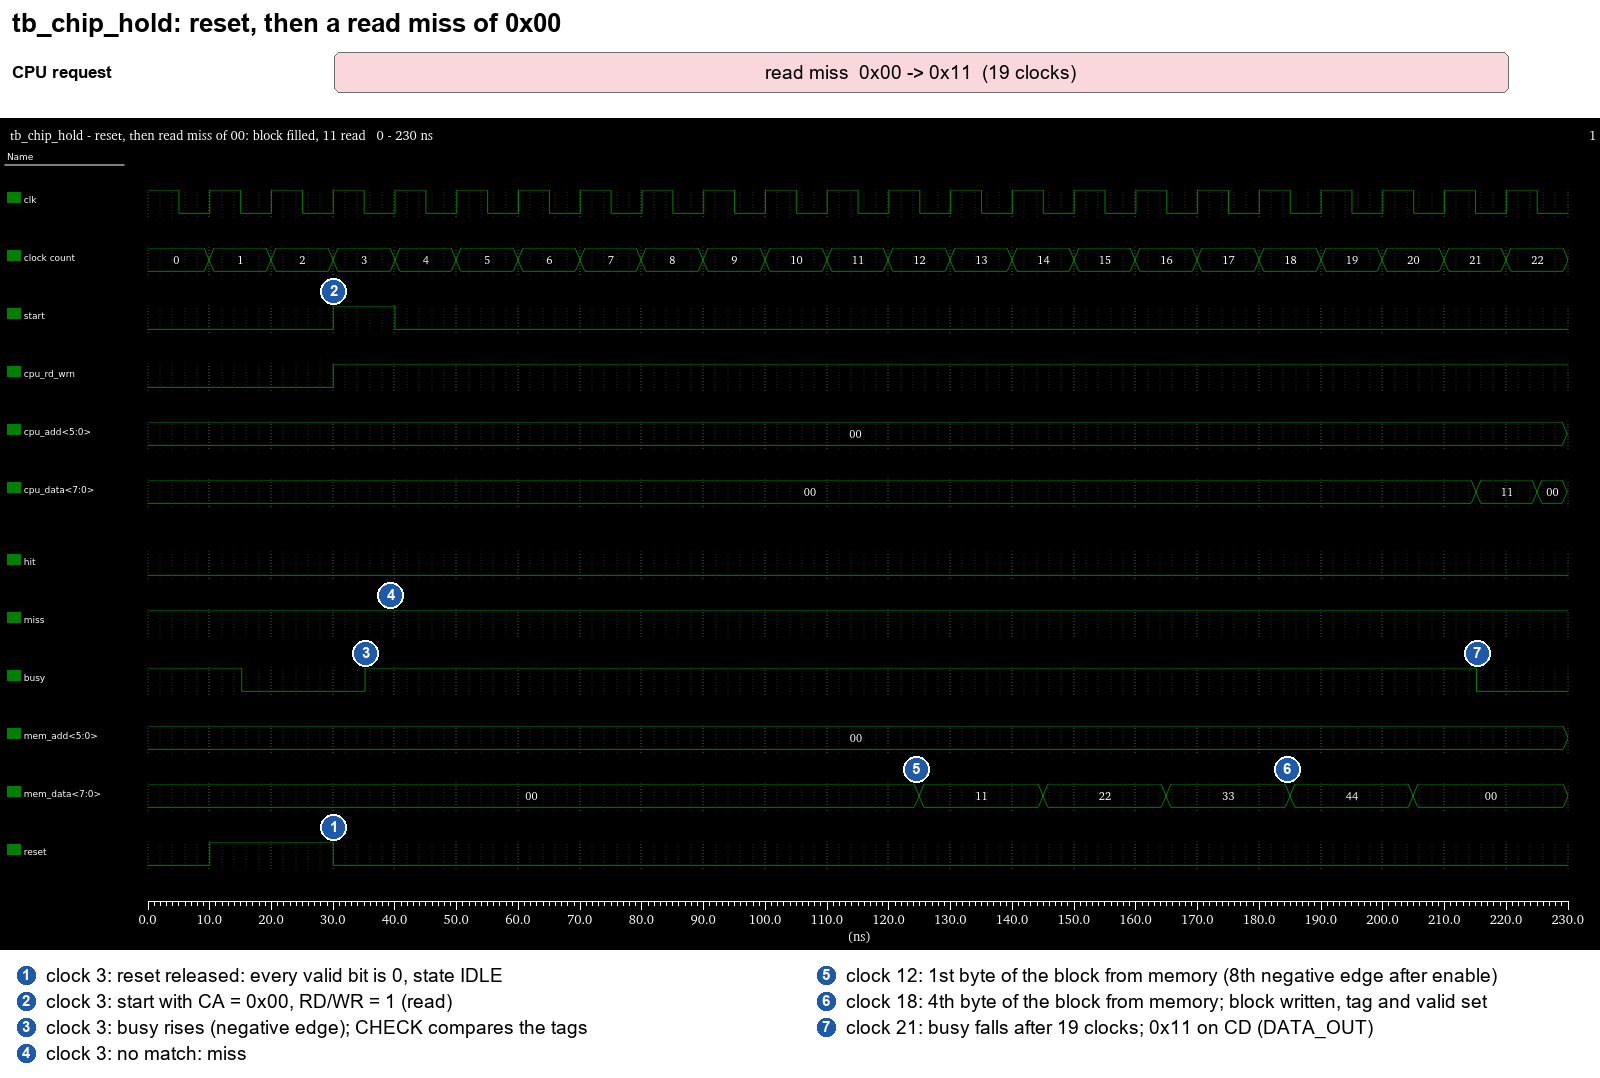 tb_chip_hold: reset, then a read miss of 0x00
CPU request
read miss 0x00 -> 0x11 (19 clocks)
tb_chip_hold - reset, then read miss of 00: block filled, 11 read 0 - 230 ns
1
Name
clk
clock count
0 1 2 3 4 5 6 7 8 9 10 11 12 13 14 15 16 17 18 19 20 21 22
2
start
cpu_rd_wrn
cpu_add<5:0>
00
cpu_data<7:0>
00 11 00
hit
4
miss
3 7
busy
mem_add<5:0>
00
5 6
mem_data<7:0>
00 11 22 33 44 00
1
reset
0.0 10.0 20.0 30.0 40.0 50.0 60.0 70.0 80.0 90.0 100.0 110.0 120.0 130.0 140.0 150.0 160.0 170.0 180.0 190.0 200.0 210.0 220.0 230.0
(ns)
1 clock 3: reset released: every valid bit is 0, state IDLE
2 clock 3: start with CA = 0x00, RD/WR = 1 (read)
3 clock 3: busy rises (negative edge); CHECK compares the tags
4 clock 3: no match: miss
5 clock 12: 1st byte of the block from memory (8th negative edge after enable)
6 clock 18: 4th byte of the block from memory; block written, tag and valid set
7 clock 21: busy falls after 19 clocks; 0x11 on CD (DATA_OUT)